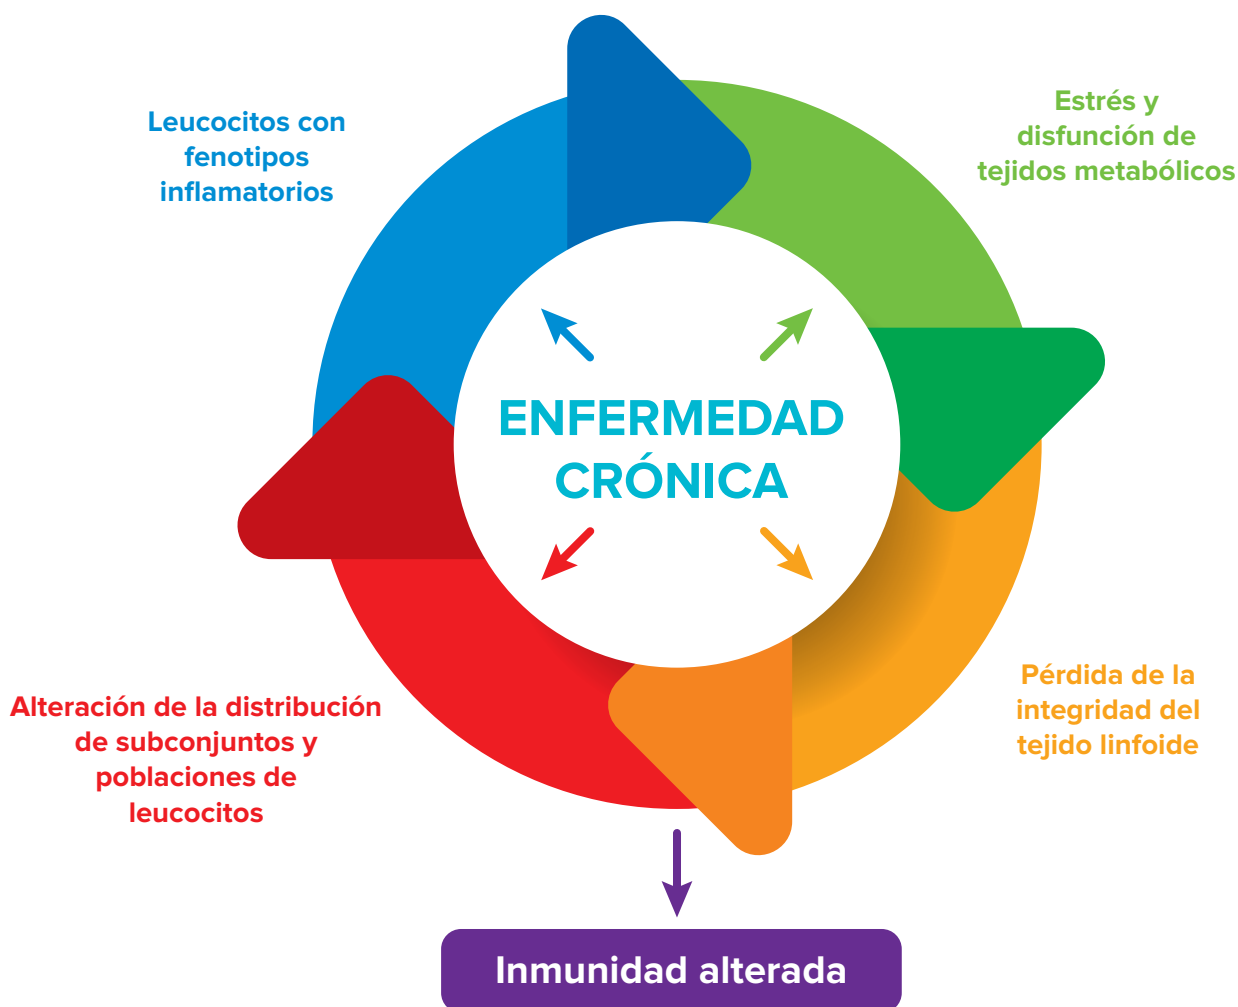 Leucocitos con
fenotipos
inflamatorios
Estrés y
disfunción de
tejidos metabólicos
ENFERMEDAD
CRÓNICA
Alteración de la distribución
de subconjuntos y
poblaciones de
leucocitos
Pérdida de la
integridad del
tejido linfoide
Inmunidad alterada